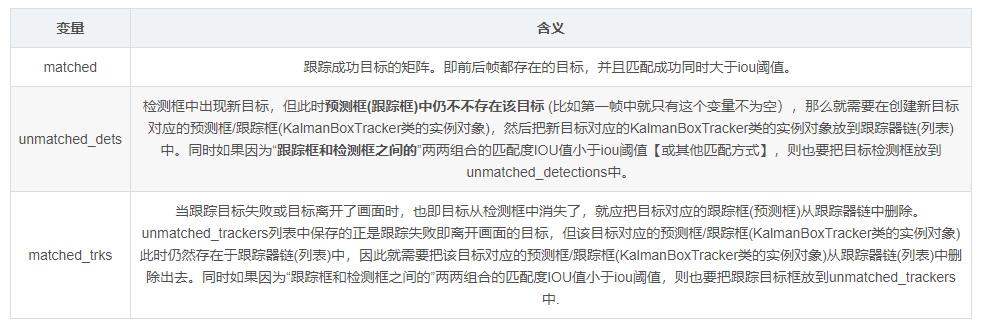 变量 含义
matched 跟踪成功目标的矩阵。即前后帧都存在的目标，并且匹配成功同时大于iou阈值。
检测框中出现新目标，但此时预测框(跟踪框)中仍不不存在该目标 (比如第一帧中就只有这个变量不为空) ，那么就需要在创建新目标
对应的预测框/跟踪框(KalmanBoxTracker类的实例对象)，然后把新目标对应的KalmanBoxTracker类的实例对象放到跟踪器链(列表)
unmatched_dets
中。同时如果因为“跟踪框和检测框之间的”两两组合的匹配度IOU值小于iou阈值【或其他匹配方式】，则也要把目标检测框放到
unmatched_detections中。
当跟踪目标失败或目标离开了画面时，也即目标从检测框中消失了，就应把目标对应的跟踪框(预测框)从跟踪器链中删除。
unmatched_trackers列表中保存的正是跟踪失败即离开画面的目标，但该目标对应的预测框/跟踪框(KalmanBoxTracker类的实例对象)
matched_trks
此时仍然存在于跟踪器链(列表)中，因此就需要把该目标对应的预测框/跟踪框(KalmanBoxTracker类的实例对象)从跟踪器链(列表)中删
除出去。同时如果因为“跟踪框和检测框之间的”两两组合的匹配度IOU值小于iou阈值，则也要把跟踪目标框放到unmatched_trackers
中.